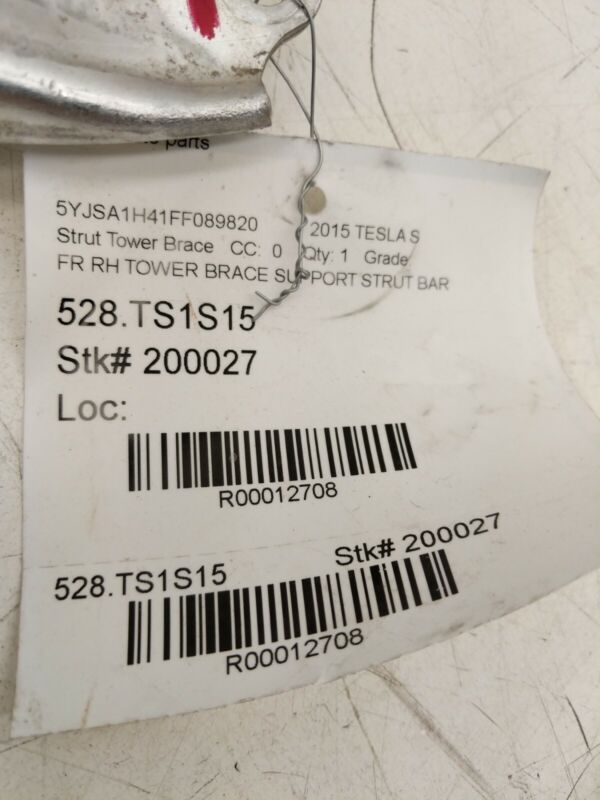 parts
5YJSA1H41FF089820 2015 TESLA S
Strut Tower Brace CC: 0 Qty: 1 Grade
FR RH TOWER BRACE SUPPORT STRUT BAR
528.TS1S15
Stk# 200027
Loc:
R00012708
528.TS1S15 Stk# 200027
R00012708